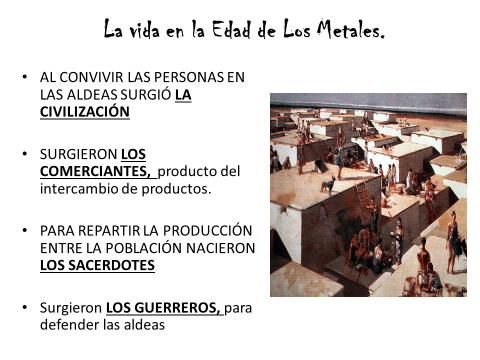 La vida en la Edad de Los Metales.
• AL CONVIVIR LAS PERSONAS EN
LAS ALDEAS SURGIÓ LA
CIVILIZACIÓN
• SURGIERON LOS
COMERCIANTES, producto del
intercambio de productos.
• PARA REPARTIR LA PRODUCCIÓN
ENTRE LA POBLACIÓN NACIERON
LOS SACERDOTES
• Surgieron LOS GUERREROS, para
defender las aldeas